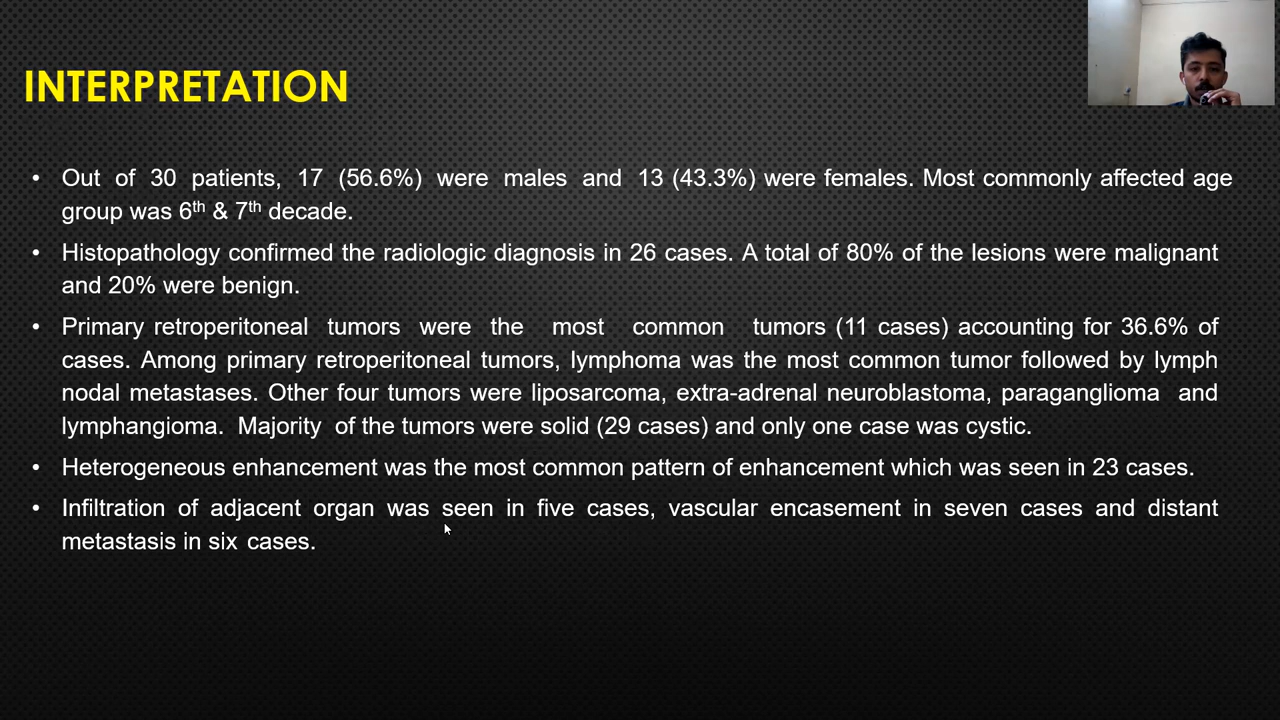 INTERPRETATION
• Out of 30 patients, 17 (56.6%) were males and 13 (43.3%) were females. Most commonly affected age
group was 6th & 7th decade.
• Histopathology confirmed the radiologic diagnosis in 26 cases. A total of 80% of the lesions were malignant
and 20% were benign.
• Primary retroperitoneal tumors were the most common tumors (11 cases) accounting for 36.6% of
cases. Among primary retroperitoneal tumors, lymphoma was the most common tumor followed by lymph
nodal metastases. Other four tumors were liposarcoma, extra-adrenal neuroblastoma, paraganglioma and
lymphangioma. Majority of the tumors were solid (29 cases) and only one case was cystic.
• Heterogeneous enhancement was the most common pattern of enhancement which was seen in 23 cases.
• Infiltration of adjacent organ was seen in five cases, vascular encasement in seven cases and distant
metastasis in six cases.